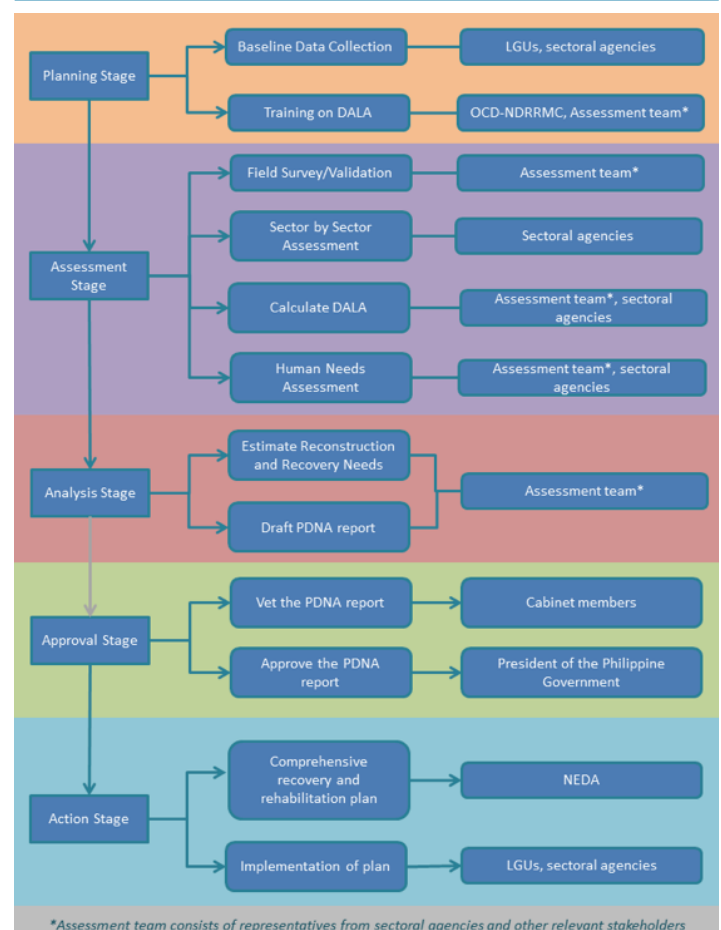 Baseline Data Collection
LGUs, sectoral agencies
Planning Stage
Training on DALA
OCD-NDRRMC, Assessment team*
Field Survey/Validation
Assessment team*
Sector by Sector
Assessment
Sectoral agencies
Assessment
Stage
Calculate DALA
Assessment team*, sectoral
agencies
Human Needs
Assessment
Assessment team*, sectoral
agencies
Estimate Reconstruction
and Recovery Needs
Analysis Stage
Assessment team*
Draft PDNA report
Vet the PDNA report
Cabinet members
Approval Stage
Approve the PDNA
report
President of the Philippine
Government
Comprehensive
recovery and
rehabilitation plan
NEDA
Action Stage
Implementation of plan
LGUs, sectoral agencies
*Assessment team consists of representatives from sectoral agencies and other relevant stakeholders